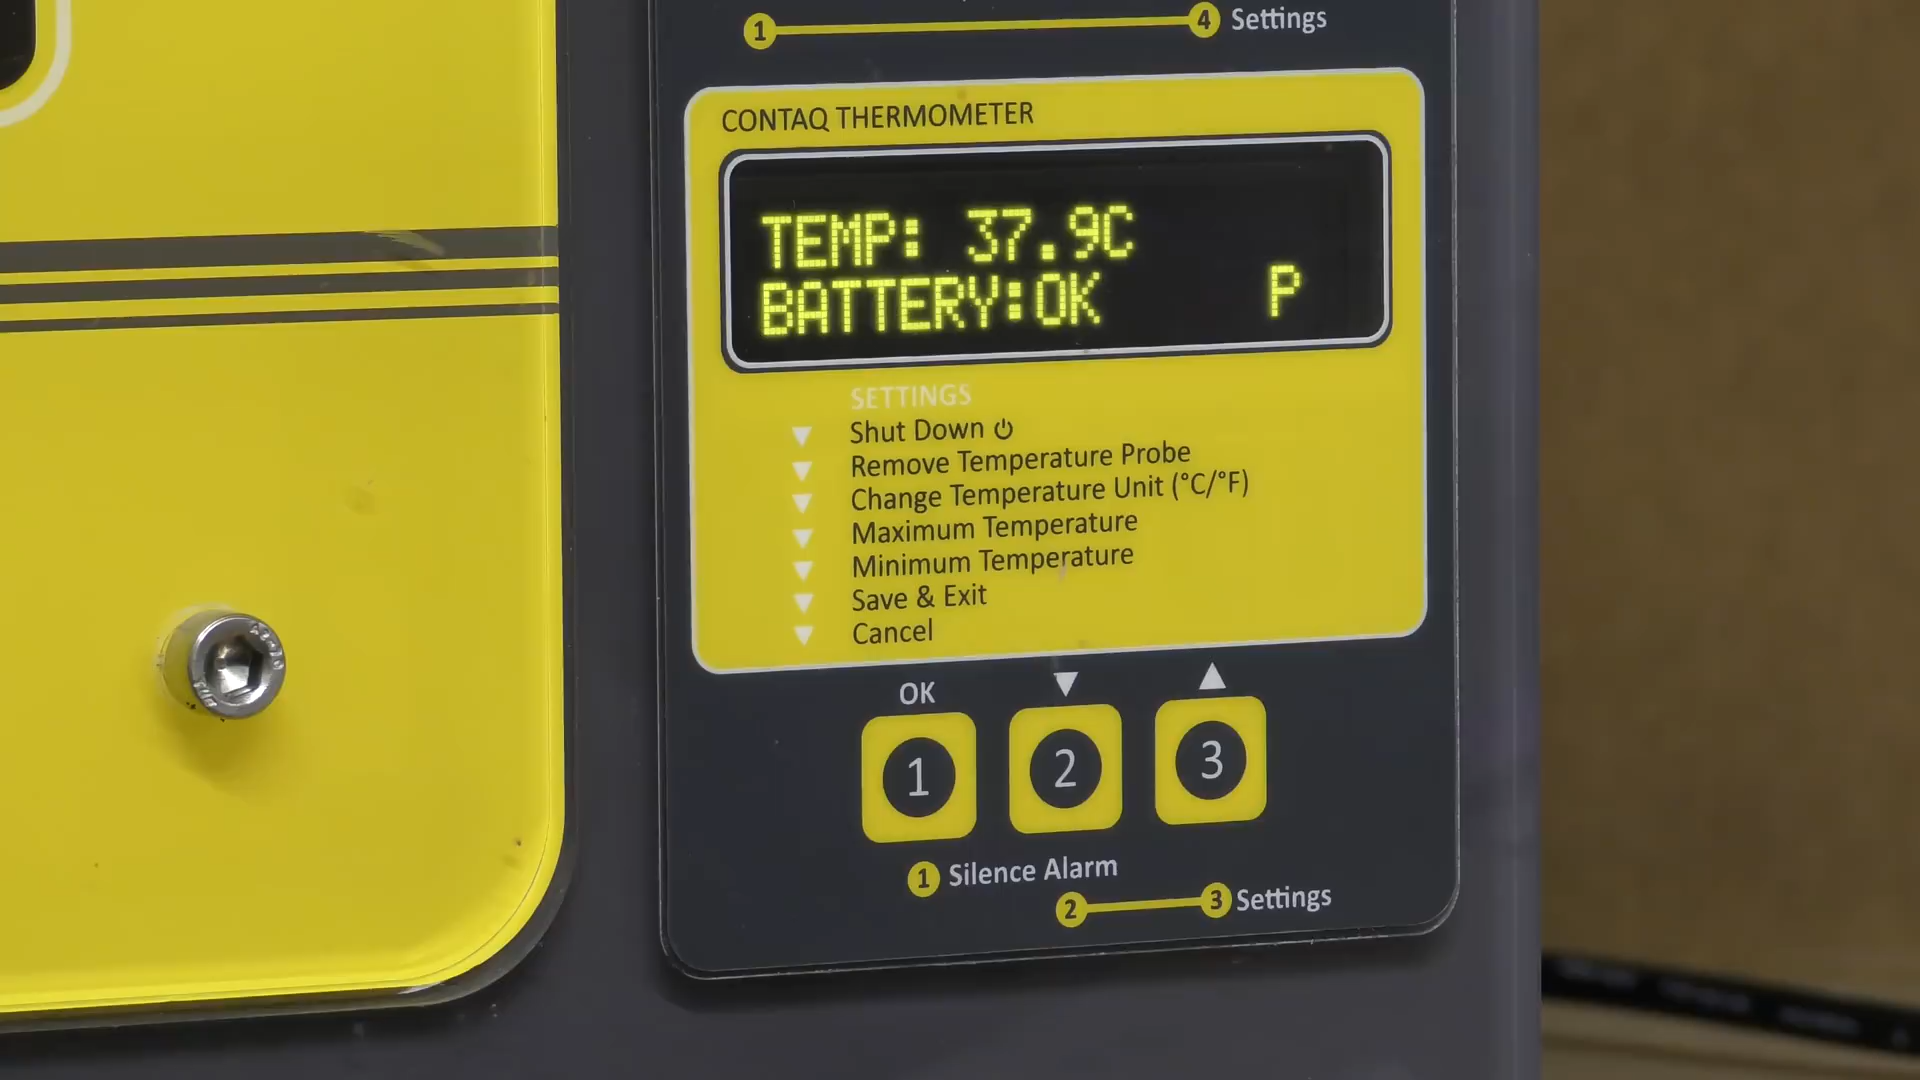 1 4 Settings
CONTAQ THERMOMETER
TEMP: 37.9C
BATTERY:OK P
SETTINGS
Shut Down
Remove Temperature Probe
Change Temperature Unit (°C/°F)
Maximum Temperature
Minimum Temperature
Save & Exit
Cancel
OK
1 2 3
1 Silence Alarm
2 3 Settings